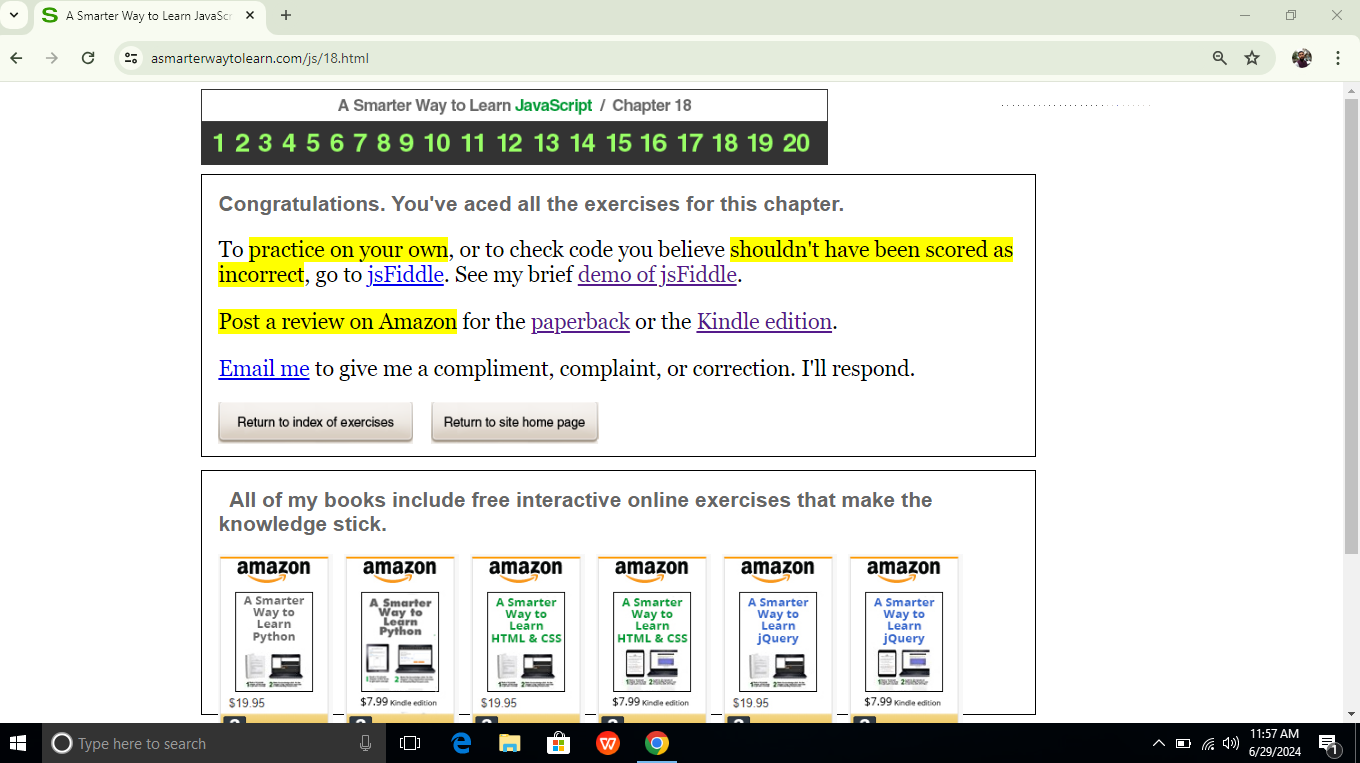 A Smarter Way to Learn JavaScr
asmarterwaytolearn.com/js/18.html
A Smarter Way to Learn JavaScript / Chapter 18
1 2 3 4 5 6 7 8 9 10 11 12 13 14 15 16 17 18 19 20
Congratulations. You've aced all the exercises for this chapter.
To practice on your own, or to check code you believe shouldn't have been scored as
incorrect, go to jsFiddle. See my brief demo of jsFiddle.
Post a review on Amazon for the paperback or the Kindle edition.
Email me to give me a compliment, complaint, or correction. I'll respond.
Return to index of exercises Return to site home page
All of my books include free interactive online exercises that make the
knowledge stick.
amazon amazon amazon amazon amazon amazon
A Smarter A Smarter A Smarter A Smarter A Smarter A Smarter
Way to Way to Way to Way to Way to Way to
Learn Learn Learn Learn Learn Learn
Python Python HTML & CSS HTML & CSS jQuery jQuery
$19.95 $7.99 Kindle edition $19.95 $7.99 Kindle edition $19.95 $7.99 Kindle edition
Type here to search
11:57 AM
6/29/2024
1